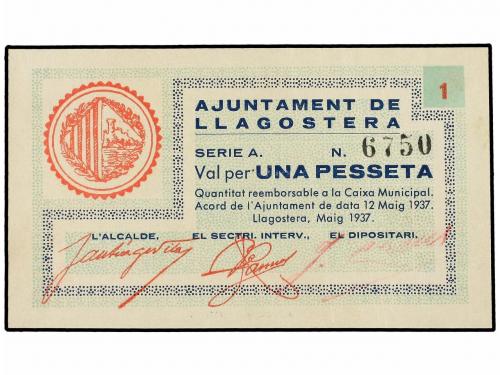 1
AJUNTAMENT DE
LLAGOSTERA
SERIE A. N. 6750
Val per UNA PESSETA
Quantitat reemborsable a la Caixa Municipal.
Acord de l'Ajuntament de data 12 Maig 1937.
Llagostera, Maig 1937.
L'ALCALDE, EL SECTRI. INTERV., EL DIPOSITARI.